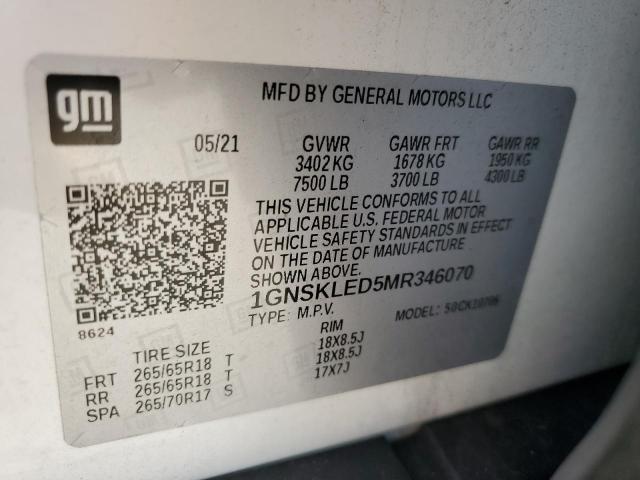 gm
MFD BY GENERAL MOTORS LLC
05/21 GVWR GAWR FRT GAWR RR
3402 KG 1678 KG 1950 KG
7500 LB 3700 LB 4300 LB
THIS VEHICLE CONFORMS TO ALL
APPLICABLE U.S. FEDERAL MOTOR
VEHICLE SAFETY STANDARDS IN EFFECT
ON THE DATE OF MANUFACTURE
SHOWN ABOVE.
1GNSKLED5MR346070
8624
TYPE: M.P.V. MODEL:
TIRE SIZE RIM
FRT 265/65R18 T 18X8.5J
RR 265/65R18 T 18X8.5J
SPA 265/70R17 S 17X7J